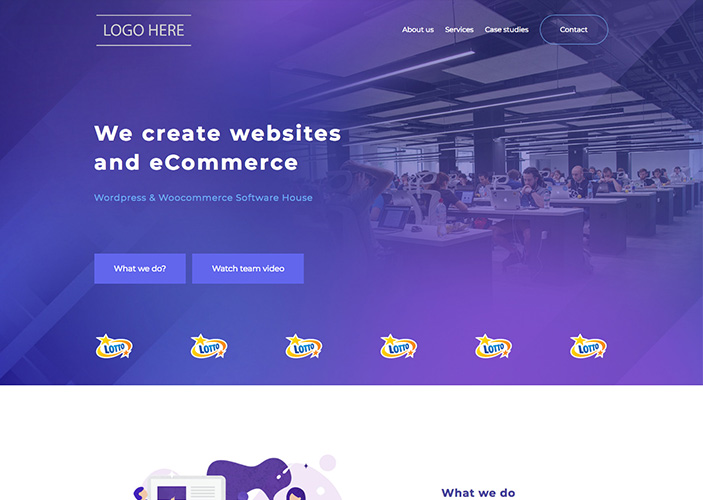 LOGO HERE
About us
Services
Case studies
Contact
We create websites
and eCommerce
Wordpress & Woocommerce Software House
What we do?
Watch team video
LOTTO
LOTTO
LOTTO
LOTTO
LOTTO
LOTTO
What we do